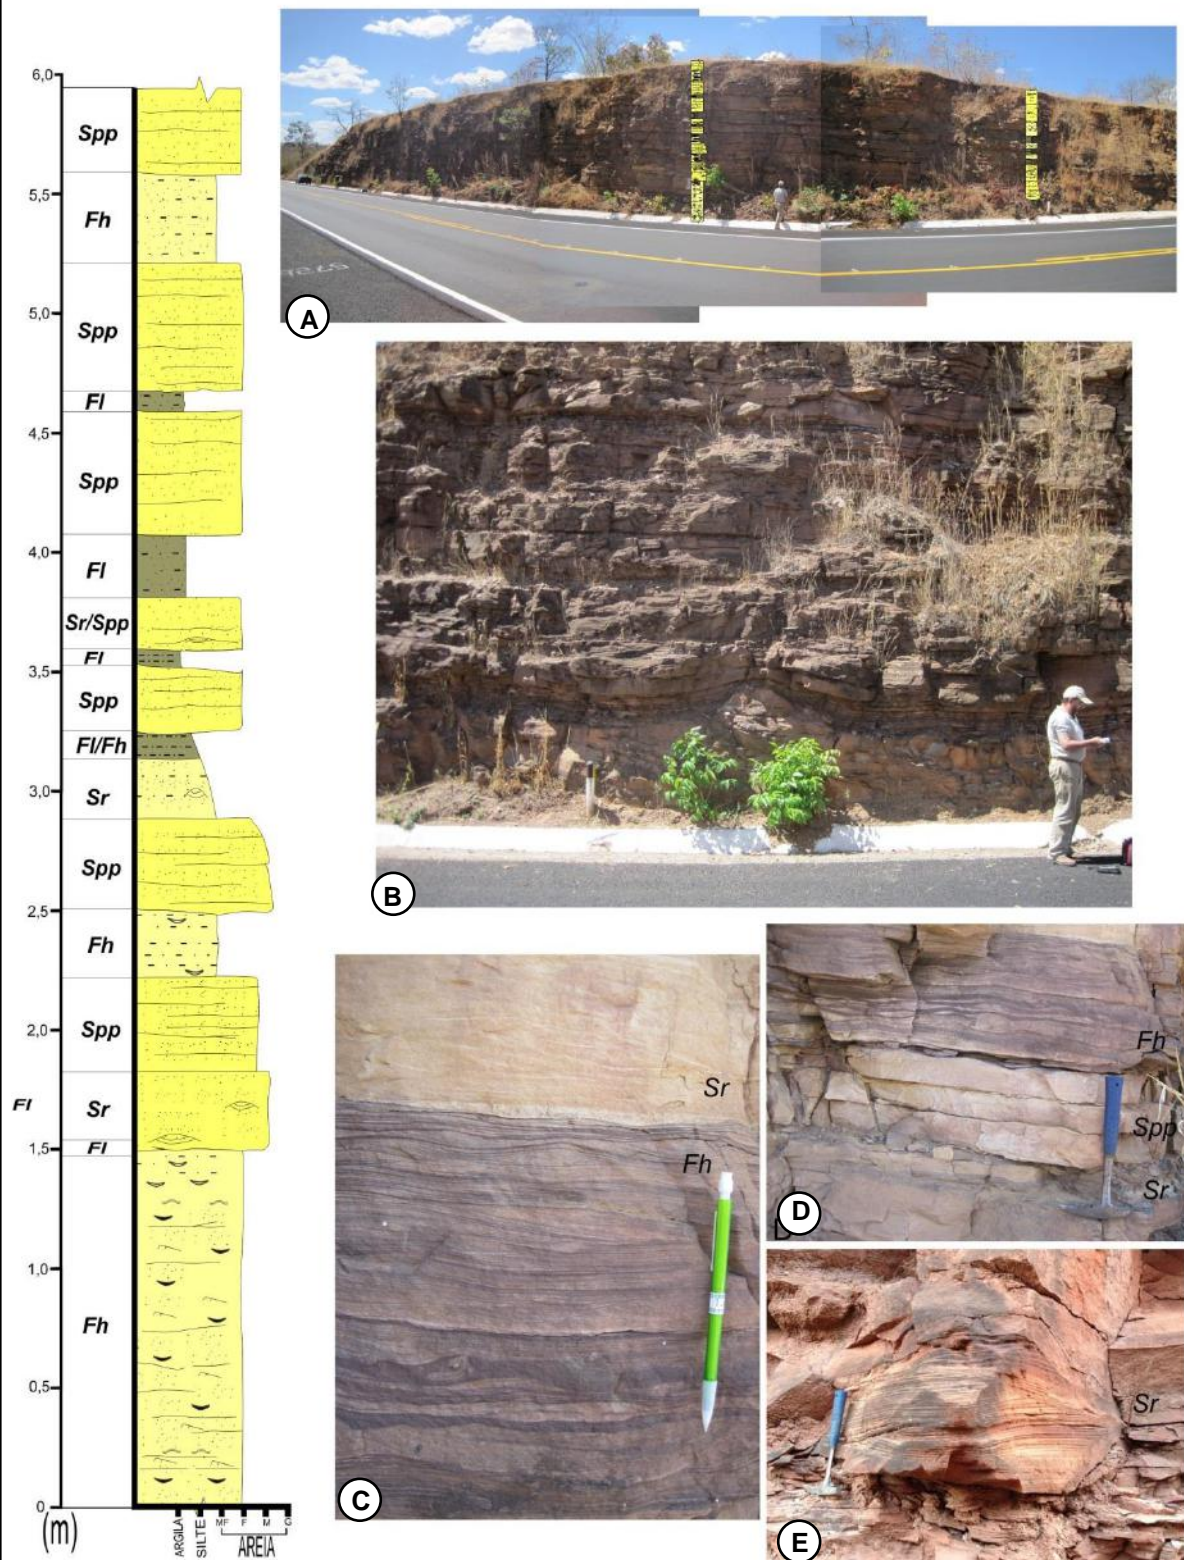 6,0
Spp
5,5
Fh
5,0
Spp
Fl
4,5
Spp
4,0
Fl
Sr/Spp
Fl
3,5
Spp
Fl/Fh
3,0
Sr
Spp
2,5
Fh
2,0
Spp
Fl
Sr
1,5
Fl
1,0
Fh
0,5
0
(m)
ARGILA
SILTE
MF F M G
AREIA
A
B
Sr
Fh
C
Fh
Spp
Sr
D
D
Sr
E